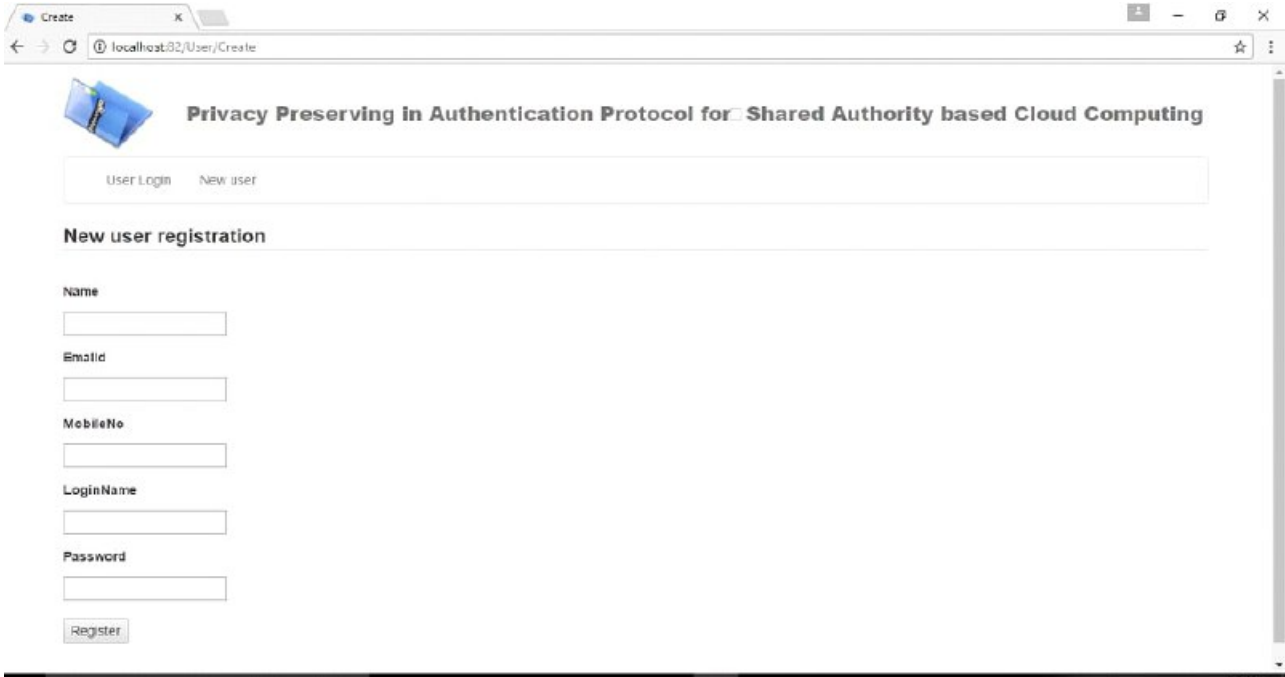 Create
localhost:82/User/Create
Privacy Preserving in Authentication Protocol for Shared Authority based Cloud Computing
User Login New user
New user registration
Name
EmailId
MobileNo
LoginName
Password
Register